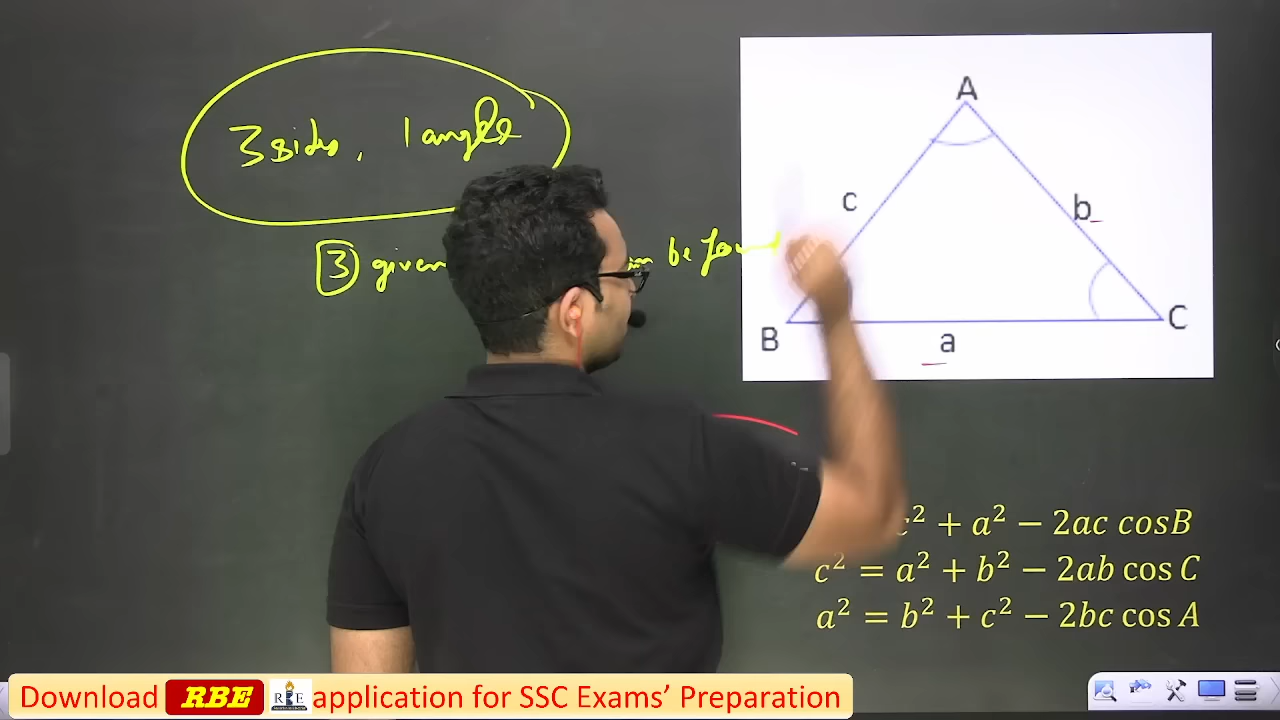 3 sides, 1 angle
3 given
be found
A
c
b
B
a
C
c² + a² − 2ac cosB
c² = a² + b² − 2ab cos C
a² = b² + c² − 2bc cos A
Download RBE RBE application for SSC Exams' Preparation